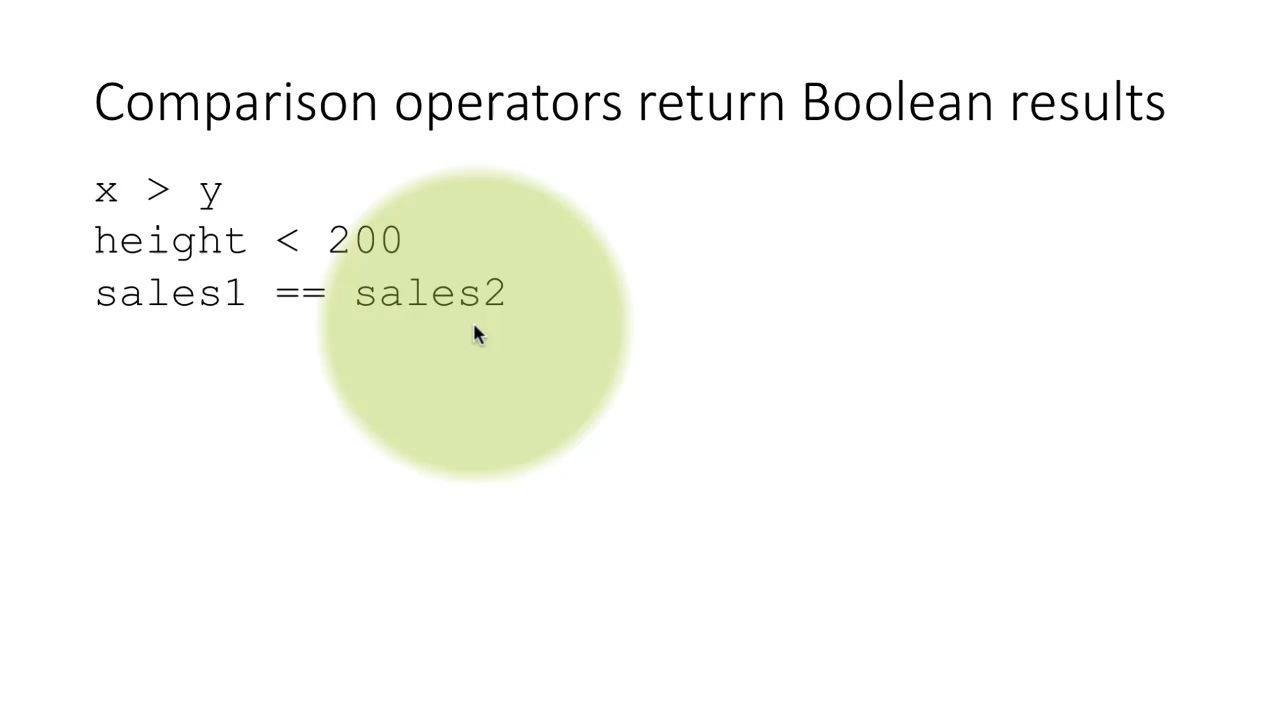 Comparison operators return Boolean results
x > y
height < 200
sales1 == sales2